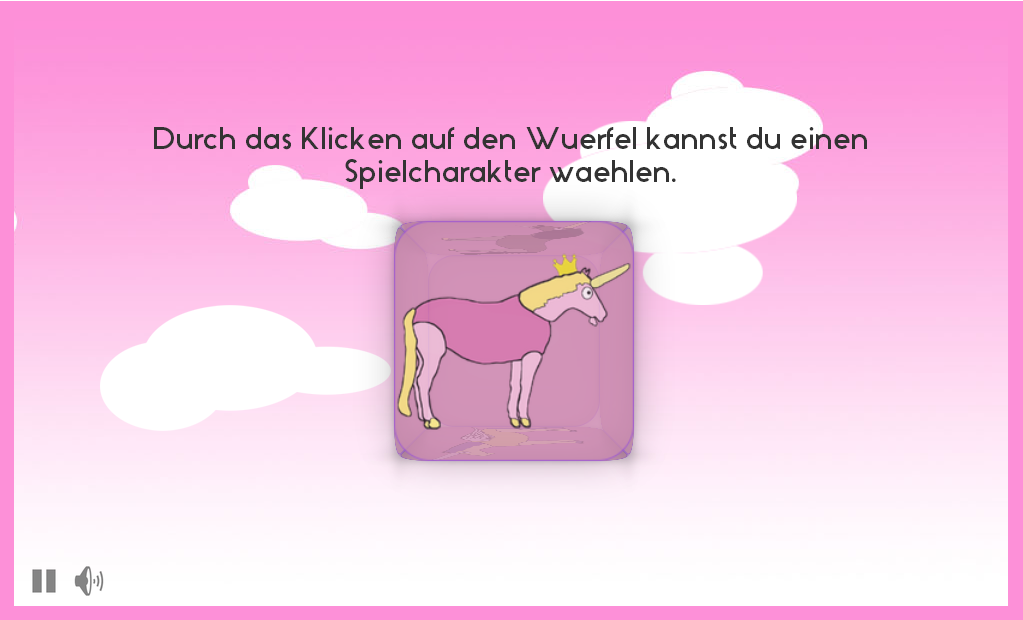 Durch das Klicken auf den Wuerfel kannst du einen
Spielcharakter waehlen.